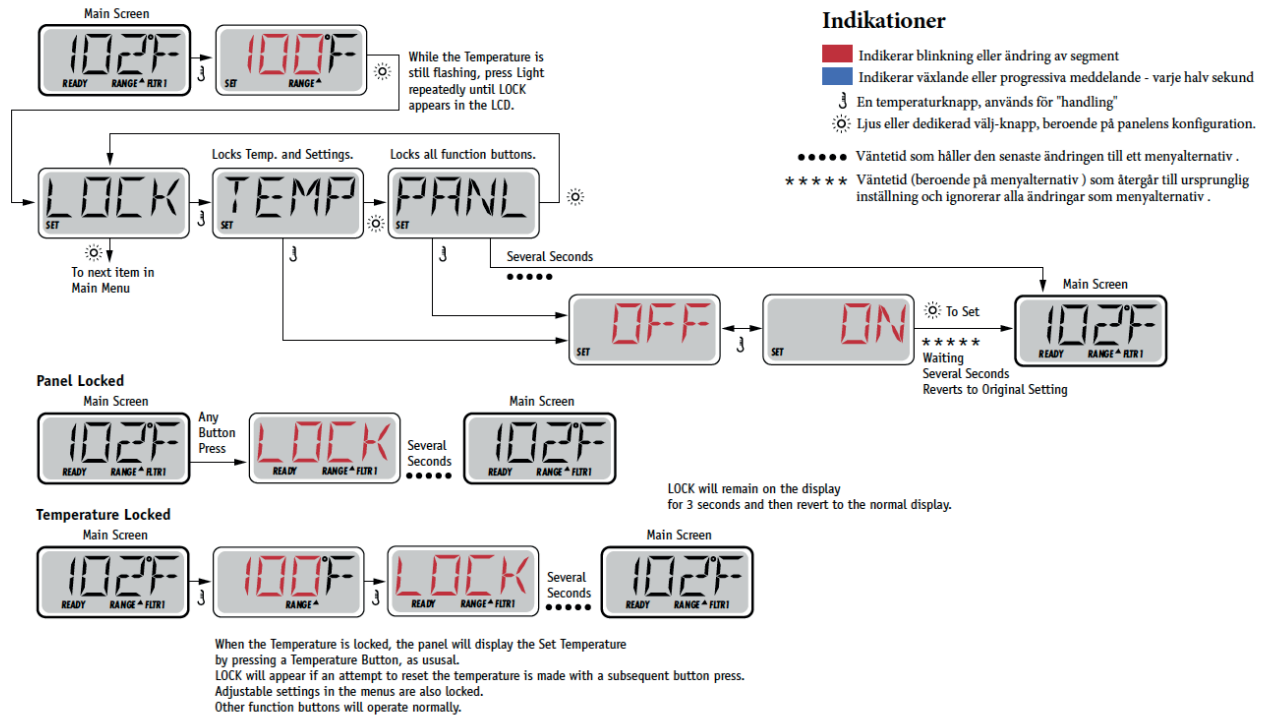 Main Screen
102°F
READY RANGE FLTR1
100°F
SET RANGE
While the Temperature is
still flashing, press Light
repeatedly until LOCK
appears in the LCD.
Indikationer
Indikerar blinkning eller ändring av segment
Indikerar växlande eller progressiva meddelande - varje halv sekund
En temperaturknapp, används för "handling"
Ljus eller dedikerad välj-knapp, beroende på panelens konfiguration.
Väntetid som håller den senaste ändringen till ett menyalternativ .
***** Väntetid (beroende på menyalternativ ) som återgår till ursprunglig
inställning och ignorerar alla ändringar som menyalternativ .
Locks Temp. and Settings.
Locks all function buttons.
LOCK
SET
TEMP
SET
PANL
SET
To next item in
Main Menu
Several Seconds
OFF
SET
ON
SET
To Set
*****
Waiting
Several Seconds
Reverts to Original Setting
Main Screen
102°F
READY RANGE FLTR1
Panel Locked
Main Screen
102°F
READY RANGE FLTR1
Any
Button
Press
LOCK
READY RANGE FLTR1
Several
Seconds
Main Screen
102°F
READY RANGE FLTR1
LOCK will remain on the display
for 3 seconds and then revert to the normal display.
Temperature Locked
Main Screen
102°F
READY RANGE FLTR1
100°F
RANGE
LOCK
READY RANGE FLTR1
Several
Seconds
Main Screen
102°F
READY RANGE FLTR1
When the Temperature is locked, the panel will display the Set Temperature
by pressing a Temperature Button, as ususal.
LOCK will appear if an attempt to reset the temperature is made with a subsequent button press.
Adjustable settings in the menus are also locked.
Other function buttons will operate normally.